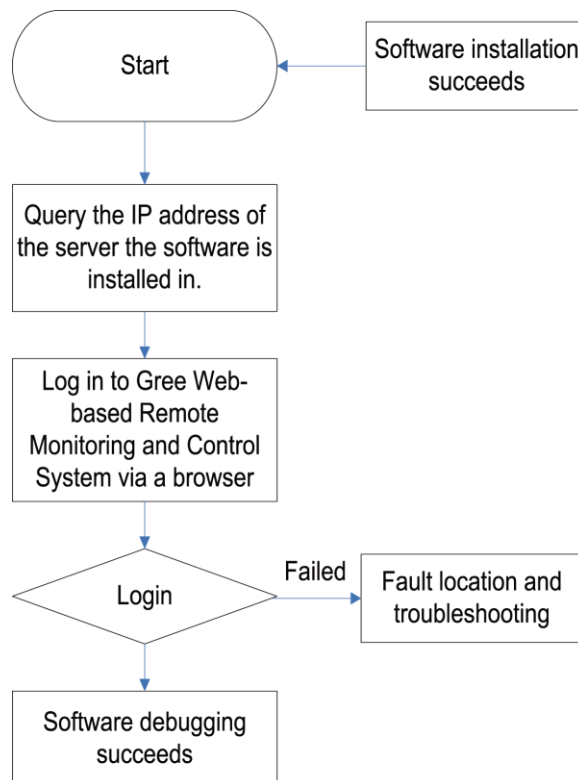 Start
Software installation
succeeds
Query the IP address of
the server the software is
installed in.
Log in to Gree Web-
based Remote
Monitoring and Control
System via a browser
Login
Failed
Fault location and
troubleshooting
Software debugging
succeeds